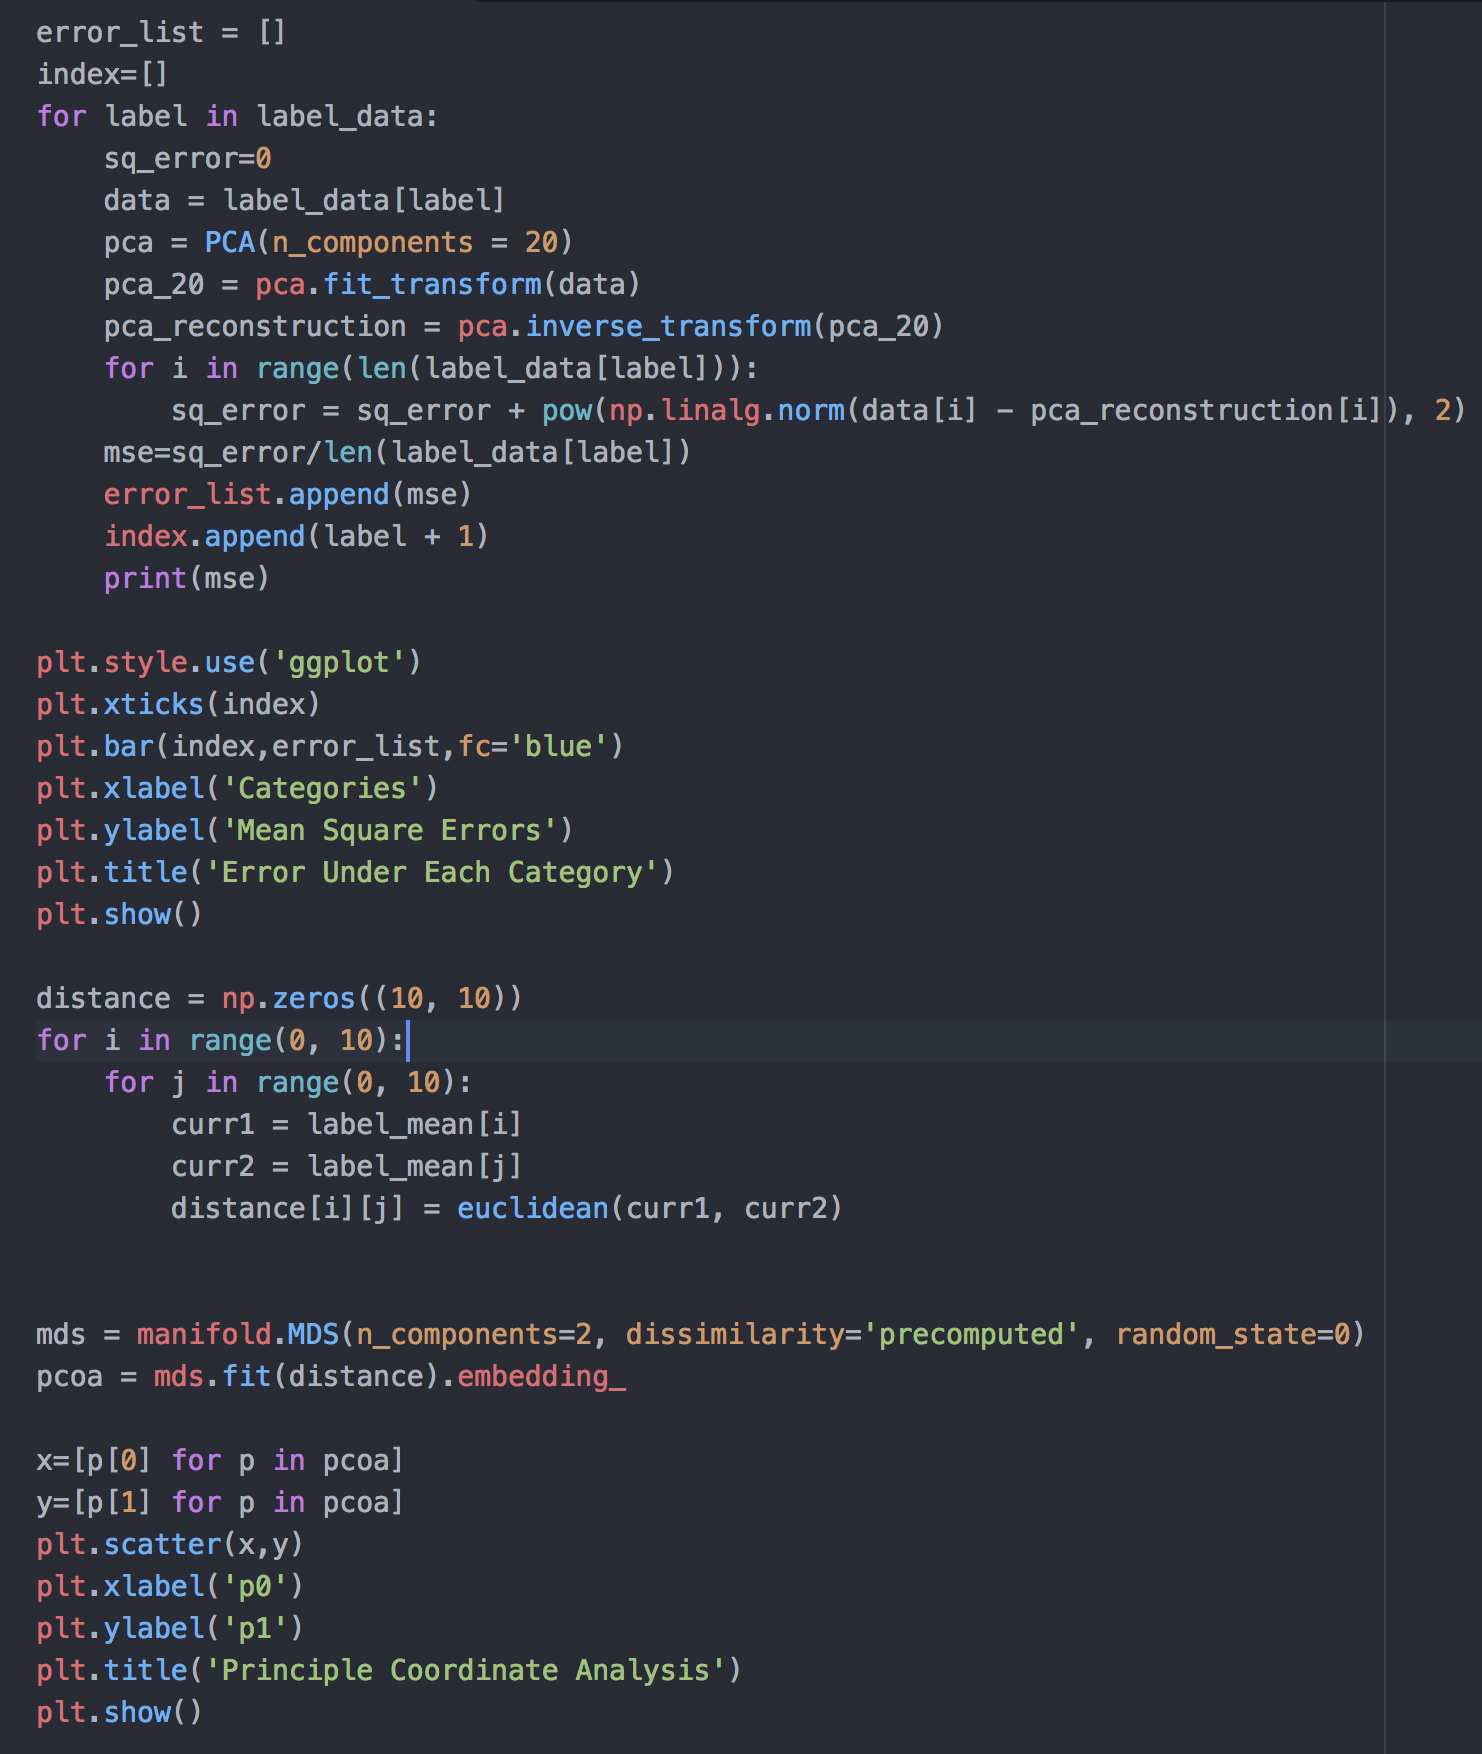 error_list = []
index=[]
for label in label_data:
    sq_error=0
    data = label_data[label]
    pca = PCA(n_components = 20)
    pca_20 = pca.fit_transform(data)
    pca_reconstruction = pca.inverse_transform(pca_20)
    for i in range(len(label_data[label])):
        sq_error = sq_error + pow(np.linalg.norm(data[i] - pca_reconstruction[i]), 2)
    mse=sq_error/len(label_data[label])
    error_list.append(mse)
    index.append(label + 1)
    print(mse)

plt.style.use('ggplot')
plt.xticks(index)
plt.bar(index,error_list,fc='blue')
plt.xlabel('Categories')
plt.ylabel('Mean Square Errors')
plt.title('Error Under Each Category')
plt.show()

distance = np.zeros((10, 10))
for i in range(0, 10):
    for j in range(0, 10):
        curr1 = label_mean[i]
        curr2 = label_mean[j]
        distance[i][j] = euclidean(curr1, curr2)


mds = manifold.MDS(n_components=2, dissimilarity='precomputed', random_state=0)
pcoa = mds.fit(distance).embedding_

x=[p[0] for p in pcoa]
y=[p[1] for p in pcoa]
plt.scatter(x,y)
plt.xlabel('p0')
plt.ylabel('p1')
plt.title('Principle Coordinate Analysis')
plt.show()